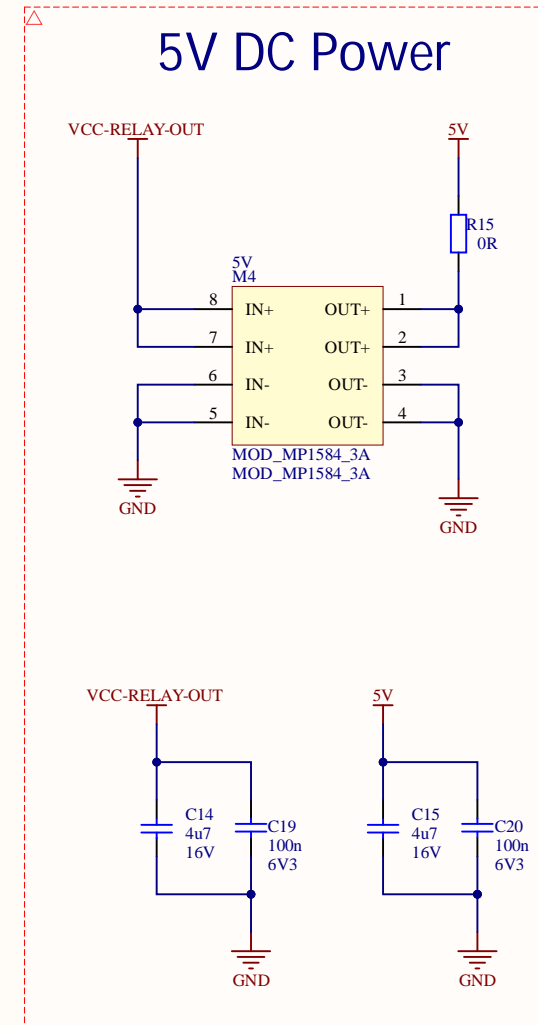 5V DC Power
VCC-RELAY-OUT
5V
R15
0R
5V
M4
8 IN+ OUT+ 1
7 IN+ OUT+ 2
6 IN- OUT- 3
5 IN- OUT- 4
MOD_MP1584_3A
MOD_MP1584_3A
GND
GND
VCC-RELAY-OUT
5V
C14
4u7
16V
C19
100n
6V3
C15
4u7
16V
C20
100n
6V3
GND
GND